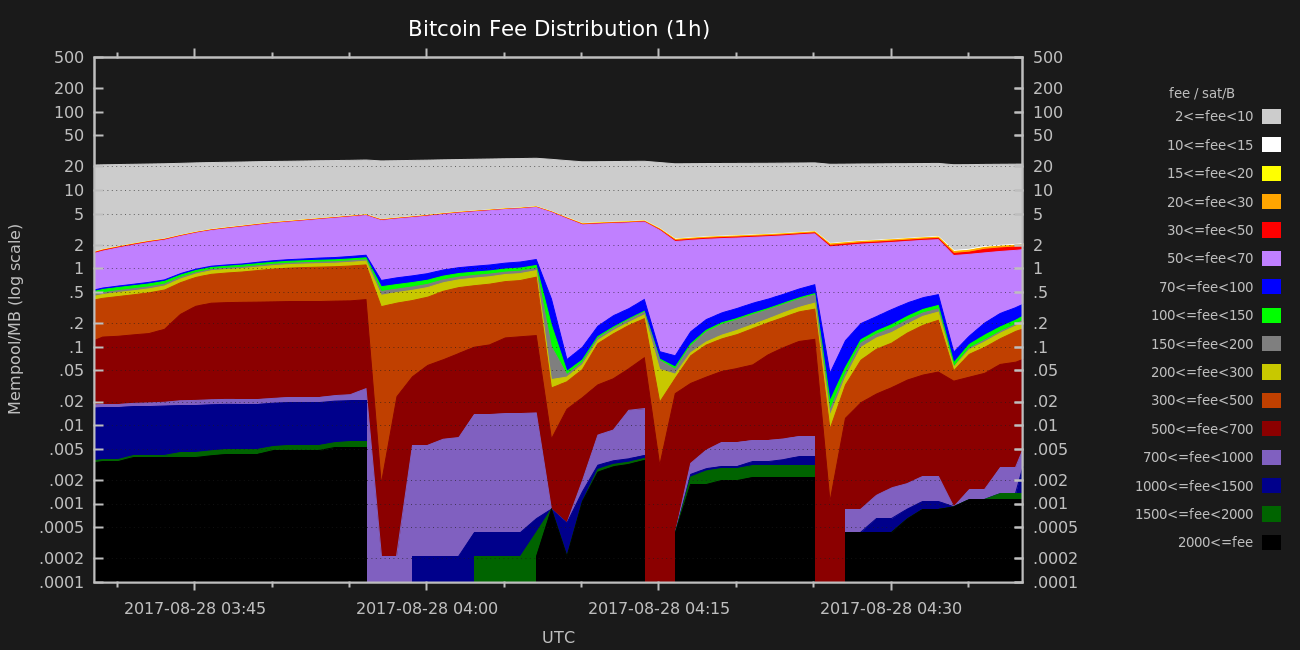 Bitcoin Fee Distribution (1h)
500 500
200 200
100 100
50 50
20 20
10 10
5 5
2 2
1 1
.5 .5
.2 .2
.1 .1
.05 .05
.02 .02
.01 .01
.005 .005
.002 .002
.001 .001
.0005 .0005
.0002 .0002
.0001 .0001
Mempool/MB (log scale)
2017-08-28 03:45 2017-08-28 04:00 2017-08-28 04:15 2017-08-28 04:30
UTC
fee / sat/B
2<=fee<10
10<=fee<15
15<=fee<20
20<=fee<30
30<=fee<50
50<=fee<70
70<=fee<100
100<=fee<150
150<=fee<200
200<=fee<300
300<=fee<500
500<=fee<700
700<=fee<1000
1000<=fee<1500
1500<=fee<2000
2000<=fee